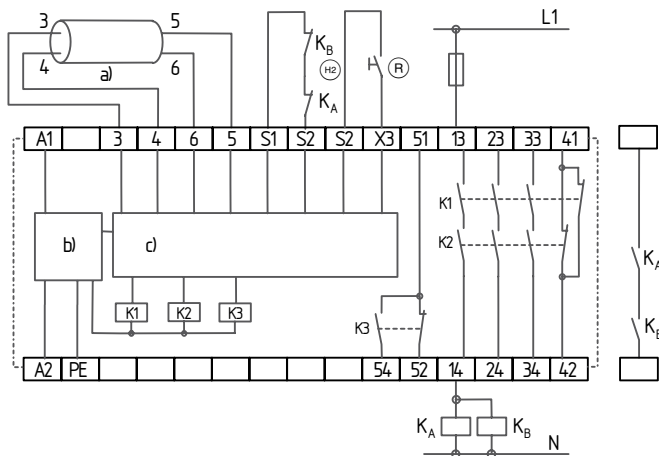 3 5 L1
4 6
a)
K_B
H2 R
K_A
A1 3 4 6 5 S1 S2 S2 X3 51 13 23 33 41
K1
b) c) K2
K_A
K1 K2 K3
K3
K_B
A2 PE 54 52 14 24 34 42
K_A K_B
N